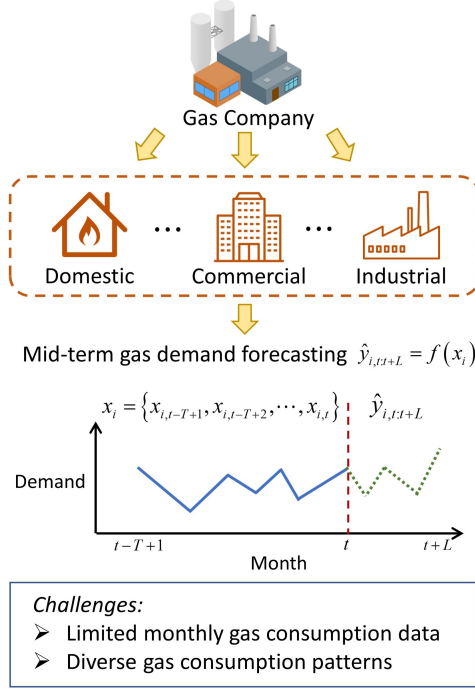 Gas Company
... ...
Domestic Commercial Industrial
Mid-term gas demand forecasting ŷ_{i,t:t+L} = f(x_i)
x_i = {x_{i,t−T+1}, x_{i,t−T+2}, ⋯, x_{i,t}} ŷ_{i,t:t+L}
Demand
t−T+1 t t+L
Month
Challenges:
➢ Limited monthly gas consumption data
➢ Diverse gas consumption patterns